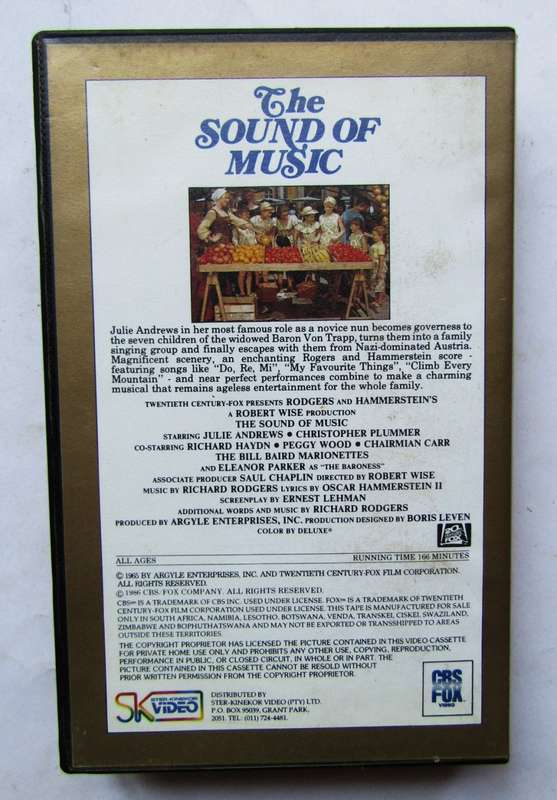 The
SOUND OF
MUSIC
Julie Andrews in her most famous role as a novice nun becomes governess to
the seven children of the widowed Baron Von Trapp, turns them into a family
singing group and finally escapes with them from Nazi-dominated Austria.
Magnificent scenery, an enchanting Rogers and Hammerstein score -
featuring songs like "Do, Re, Mi", "My Favourite Things", "Climb Every
Mountain" - and near perfect performances combine to make a charming
musical that remains ageless entertainment for the whole family.
TWENTIETH CENTURY-FOX PRESENTS RODGERS AND HAMMERSTEIN'S
A ROBERT WISE PRODUCTION
THE SOUND OF MUSIC
STARRING JULIE ANDREWS • CHRISTOPHER PLUMMER
CO-STARRING RICHARD HAYDN • PEGGY WOOD • CHAIRMIAN CARR
THE BILL BAIRD MARIONETTES
AND ELEANOR PARKER AS "THE BARONESS"
ASSOCIATE PRODUCER SAUL CHAPLIN DIRECTED BY ROBERT WISE
MUSIC BY RICHARD RODGERS LYRICS BY OSCAR HAMMERSTEIN II
SCREENPLAY BY ERNEST LEHMAN
ADDITIONAL WORDS AND MUSIC BY RICHARD RODGERS
PRODUCED BY ARGYLE ENTERPRISES, INC. PRODUCTION DESIGNED BY BORIS LEVEN
COLOR BY DELUXE®
20
FOX
ALL AGES RUNNING TIME 166 MINUTES
© 1965 BY ARGYLE ENTERPRISES, INC. AND TWENTIETH CENTURY-FOX FILM CORPORATION.
ALL RIGHTS RESERVED.
© 1986 CBS/FOX COMPANY. ALL RIGHTS RESERVED.
CBS™ IS A TRADEMARK OF CBS INC. USED UNDER LICENSE. FOX™ IS A TRADEMARK OF TWENTIETH
CENTURY-FOX FILM CORPORATION USED UNDER LICENSE. THIS TAPE IS MANUFACTURED FOR SALE
ONLY IN SOUTH AFRICA, NAMIBIA, LESOTHO, BOTSWANA, VENDA, TRANSKEI, CISKEI, SWAZILAND,
ZIMBABWE AND BOPHUTHATSWANA AND MAY NOT BE EXPORTED OR TRANSSHIPPED TO AREAS
OUTSIDE THESE TERRITORIES.
THE COPYRIGHT PROPRIETOR HAS LICENSED THE PICTURE CONTAINED IN THIS VIDEO CASSETTE
FOR PRIVATE HOME USE ONLY AND PROHIBITS ANY OTHER USE, COPYING, REPRODUCTION,
PERFORMANCE IN PUBLIC, OR CLOSED CIRCUIT, IN WHOLE OR IN PART. THE
PICTURE CONTAINED IN THIS CASSETTE CANNOT BE RESOLD WITHOUT
PRIOR WRITTEN PERMISSION FROM THE COPYRIGHT PROPRIETOR.
SK STER-KINEKOR
VIDEO
DISTRIBUTED BY
STER-KINEKOR VIDEO (PTY) LTD.
P.O. BOX 95039, GRANT PARK,
2051. TEL: (011) 724-4481.
CBS
FOX
VIDEO